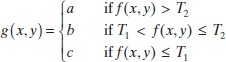 g(x,y) = { a if f(x,y) > T₂
b if T₁ < f(x,y) ≤ T₂
c if f(x,y) ≤ T₁